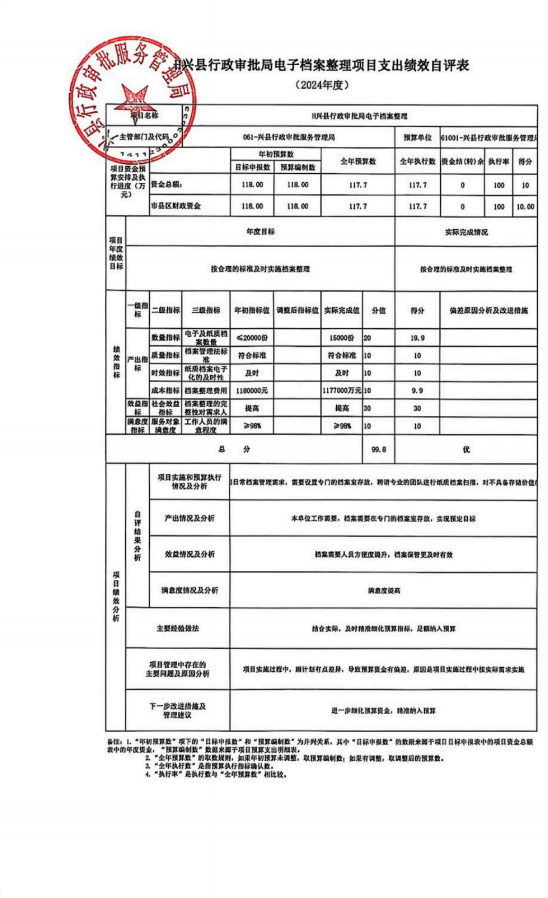 兴县行政审批局电子档案整理项目支出绩效自评表
（2024年度）
项目名称 兴县行政审批局电子档案整理
主管部门及代码 061-兴县行政审批服务管理局 预算单位 61001-兴县行政审批服务管理局
项目资金预算安排及执行进度（万元） 年初预算数 全年预算数 全年执行数 资金结(转)余 执行率 得分
目标申报数 预算编制数
资金总额： 118.00 118.00 117.7 117.7 0 100 10
市县区财政资金 118.00 118.00 117.7 117.7 0 100 10.00
项目年度绩效目标 年度目标 实际完成情况
按合理的标准及时实施档案整理 按合理的标准及时实施档案整理
绩效指标 一级指标 二级指标 三级指标 年初指标值 调整后指标值 实际完成值 分值 得分 偏差原因分析及改进措施
产出指标 数量指标 电子及纸质档案数量 ≤20000份 15000份 20 19.9
质量指标 档案管理法标准 符合标准 符合标准 10 10
时效指标 纸质档案电子化的及时性 及时 及时 10 10
成本指标 档案整理费用 1180000元 1177000万元 10 9.9
效益指标 社会效益指标 档案整理的完整性对需求人 提高 提高 30 30
满意度指标 服务对象满意度 工作人员的满意程度 ≥98% ≥98% 10 10
总 分 99.8 优
项目绩效分析 自评结果分析 项目实施和预算执行情况及分析 日常档案管理需求，需要设置专门的档案室存放，聘请专业的团队进行纸质档案扫描，对不具备存储价值
产出情况及分析 本单位工作需要，档案需要在专门的档案室存放，实现预定目标
效益情况及分析 档案需要人员方便度提升，档案保管更及时有效
满意度情况及分析 满意度提高
主要经验做法 结合实际，及时精准细化预算指标，足额纳入预算
项目管理中存在的主要问题及原因分析 项目实施过程中，跟计划有点差异，导致预算资金有偏差，原因是项目实施过程中按实际需求实施
下一步改进措施及管理建议 进一步细化预算资金，精准纳入预算
备注：1.“年初预算数”项下的“目标申报数”和“预算编制数”为并列关系，其中“目标申报数”的数据来源于项目目标申报表中的项目资金总额
表中的年度资金，“预算编制数”数据来源于项目预算支出明细表。
2.“全年预算数”的取数规则，如果年初预算未调整，取预算编制数；如果有调整，取调整后的预算数。
3.“全年执行数”是指预算执行指标确认数。
4.“执行率”是执行数与“全年预算数”相比较。
县行政审批服务管理局